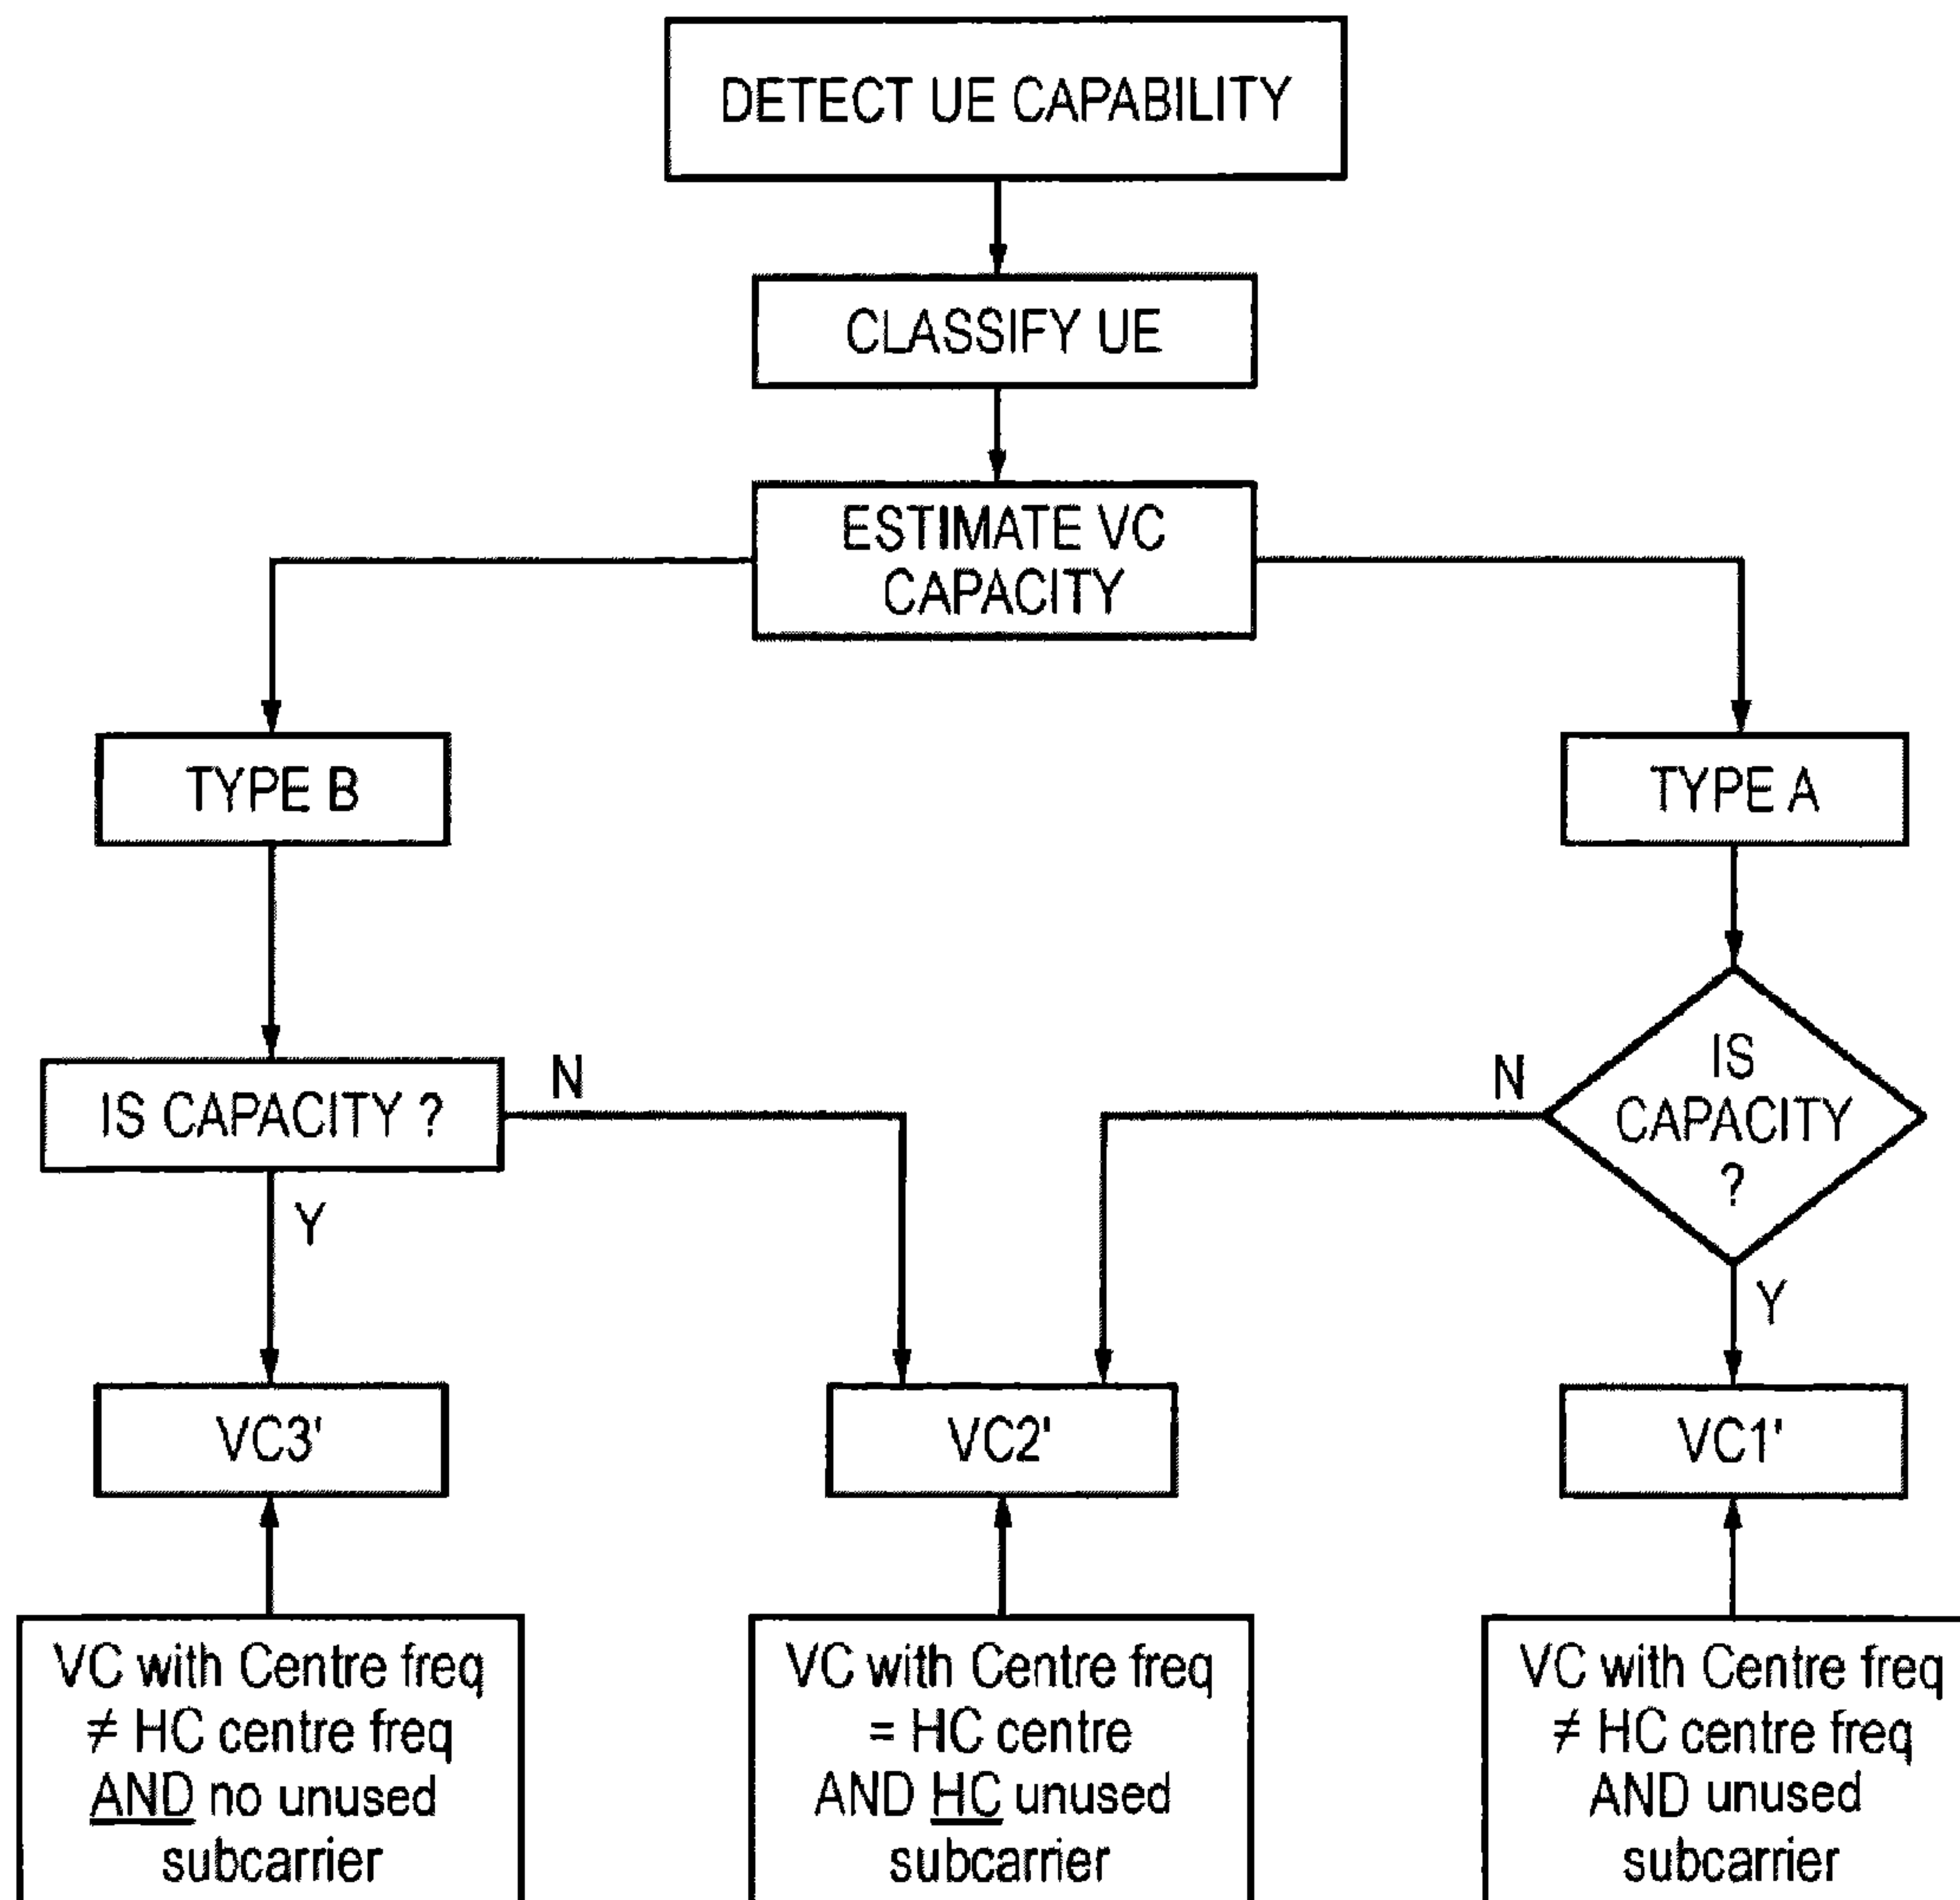 DETECT UE CAPABILITY
CLASSIFY UE
ESTIMATE VC
CAPACITY
TYPE B
TYPE A
IS CAPACITY ?
N
N
IS
CAPACITY
?
Y
Y
VC3'
VC2'
VC1'
VC with Centre freq
≠ HC centre freq
AND no unused
subcarrier
VC with Centre freq
= HC centre
AND HC unused
subcarrier
VC with Centre freq
≠ HC centre freq
AND unused
subcarrier